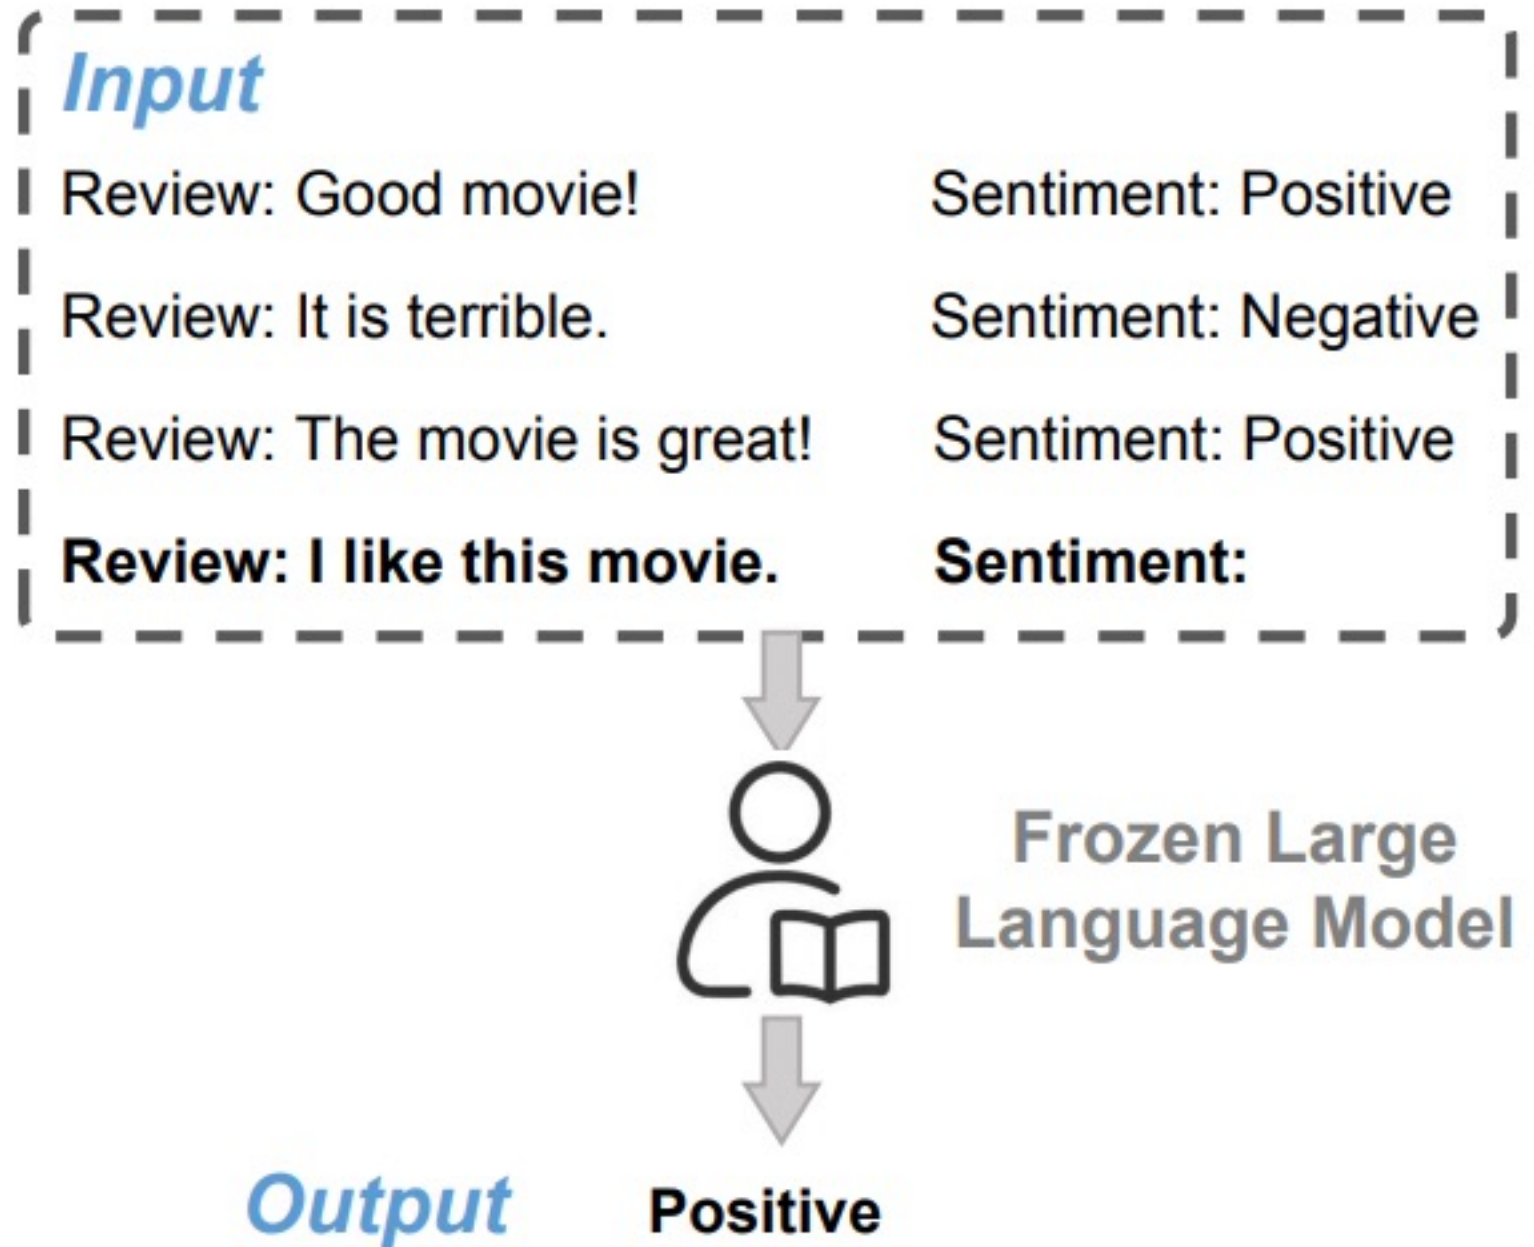 Input
Review: Good movie! Sentiment: Positive
Review: It is terrible. Sentiment: Negative
Review: The movie is great! Sentiment: Positive
Review: I like this movie. Sentiment:
Frozen Large
Language Model
Output Positive